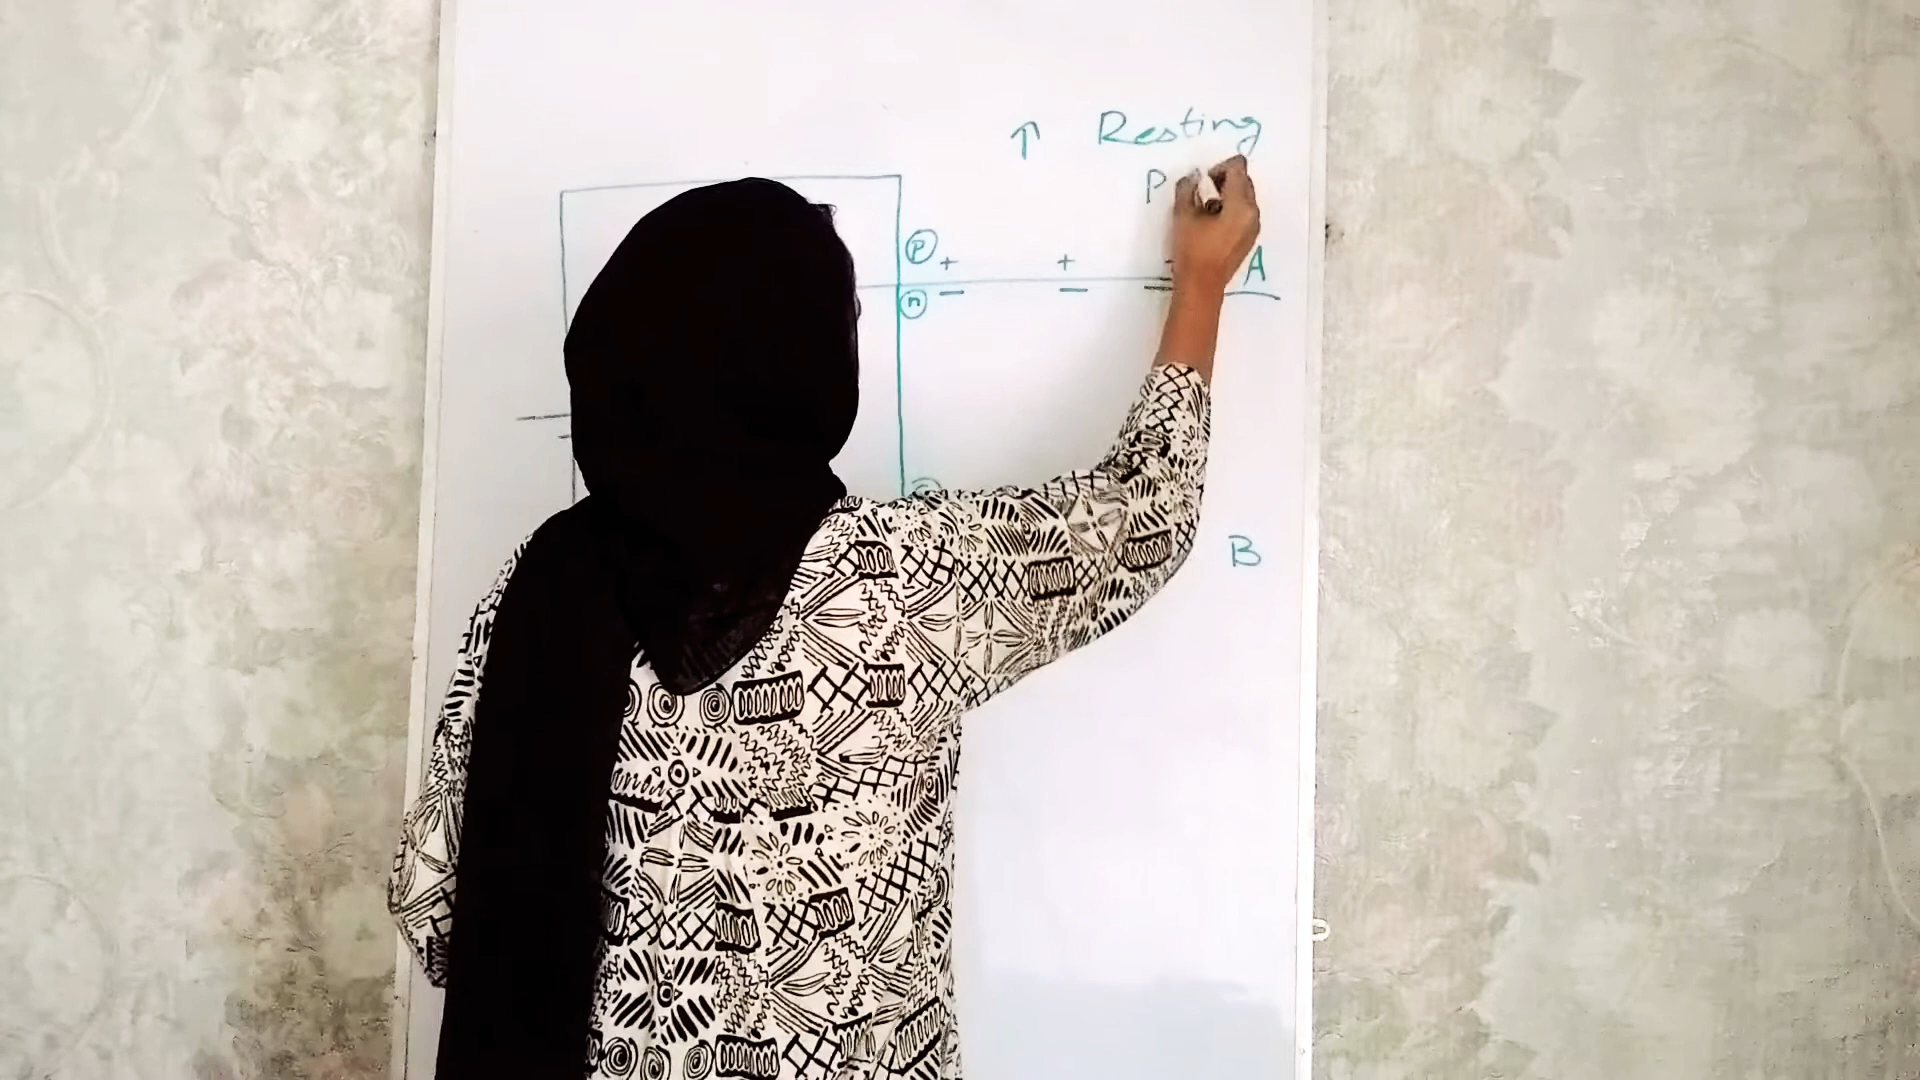 ↑ Resting
P
p + +
n — — = A
B